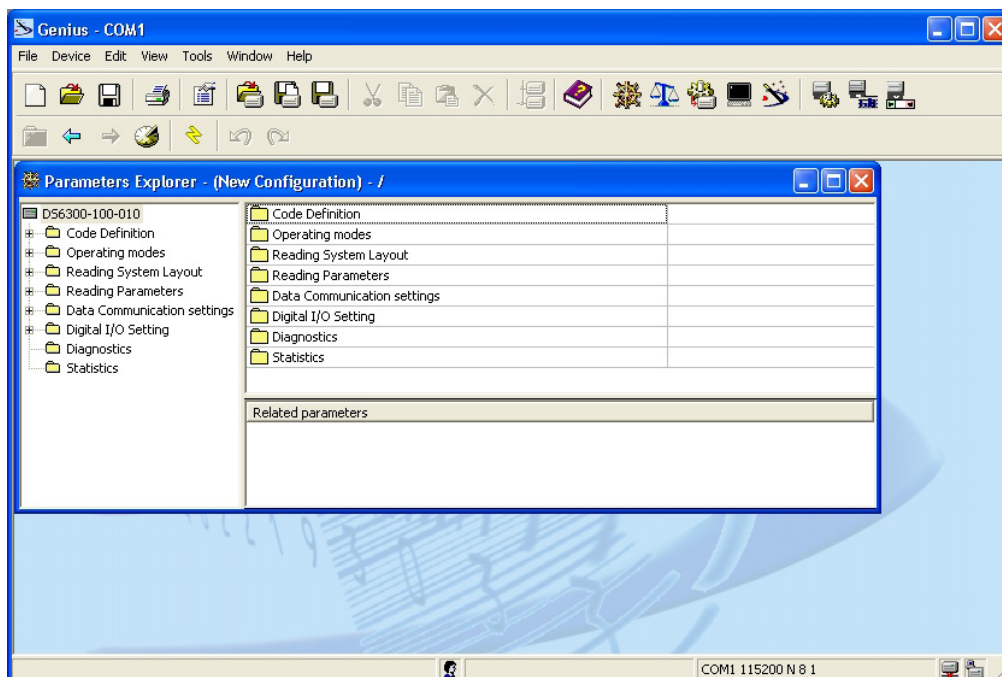 Genius - COM1
File Device Edit View Tools Window Help
Parameters Explorer - (New Configuration) - /
DS6300-100-010
Code Definition
Operating modes
Reading System Layout
Reading Parameters
Data Communication settings
Digital I/O Setting
Diagnostics
Statistics
Code Definition
Operating modes
Reading System Layout
Reading Parameters
Data Communication settings
Digital I/O Setting
Diagnostics
Statistics
Related parameters
COM1 115200 N 8 1